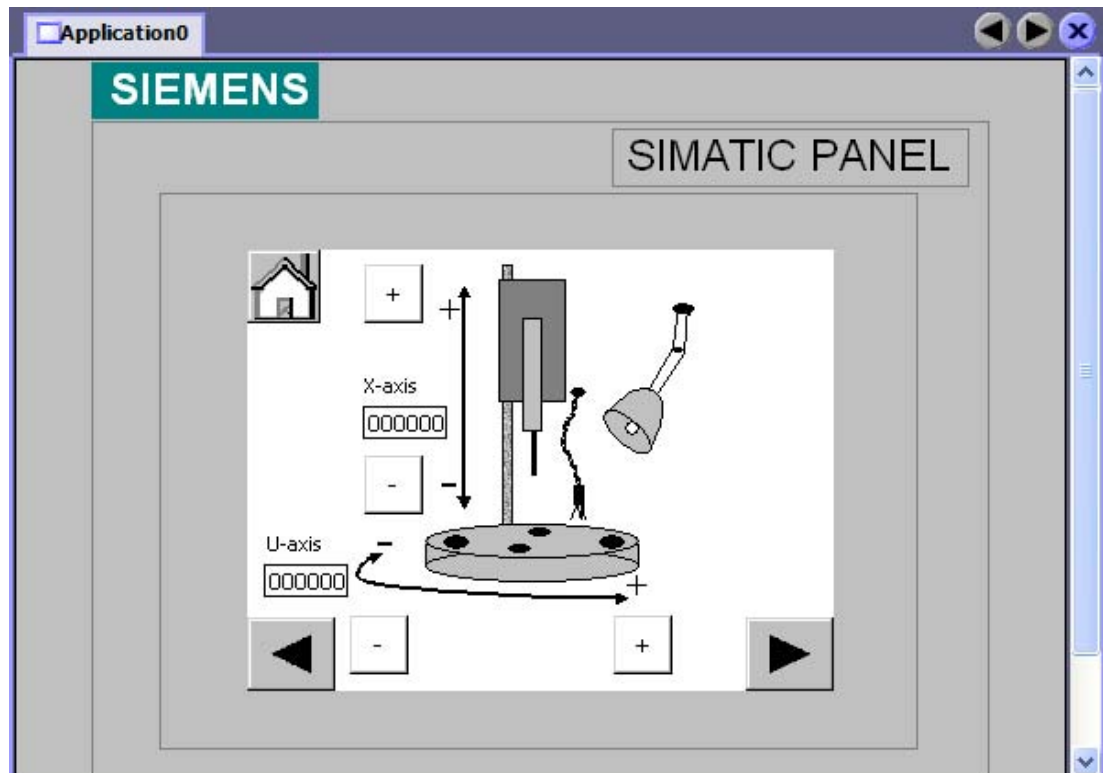 Application0
SIEMENS
SIMATIC PANEL
+
+
X-axis
000000
-
-
U-axis
-
000000
+
-
+